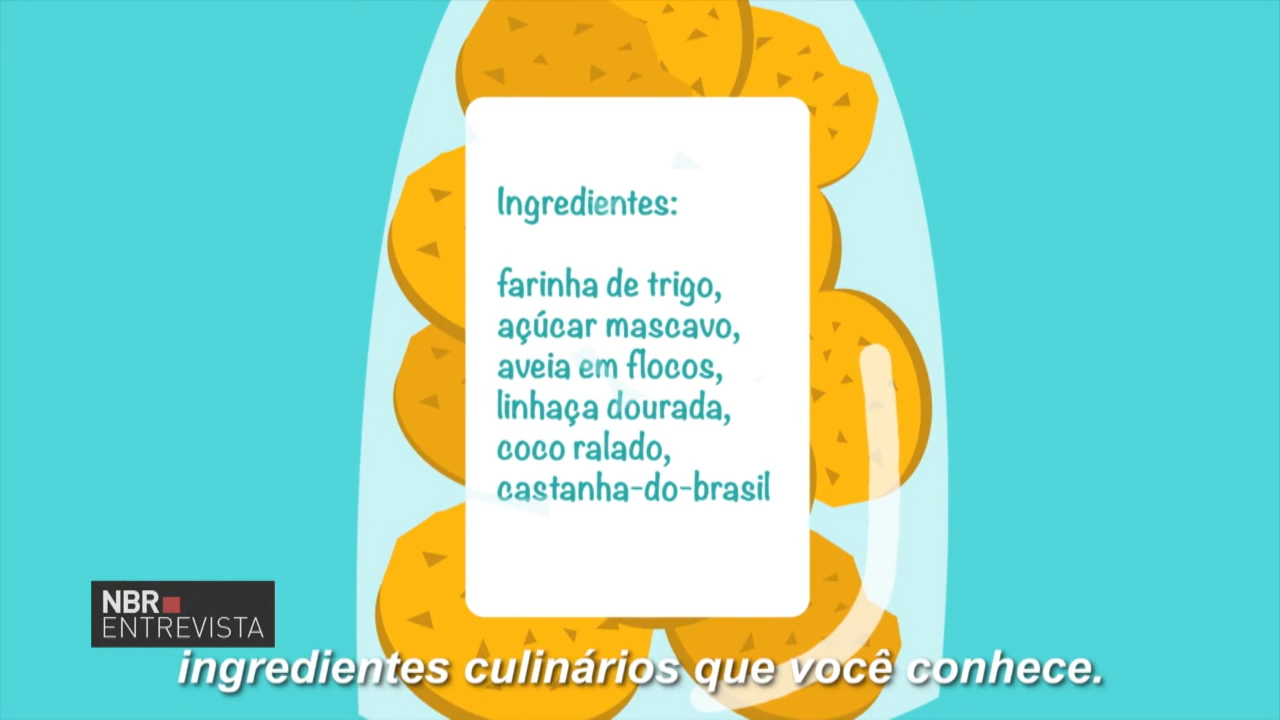 Ingredientes:
farinha de trigo,
açúcar mascavo,
aveia em flocos,
linhaça dourada,
coco ralado,
castanha-do-brasil
NBR
ENTREVISTA
ingredientes culinários que você conhece.